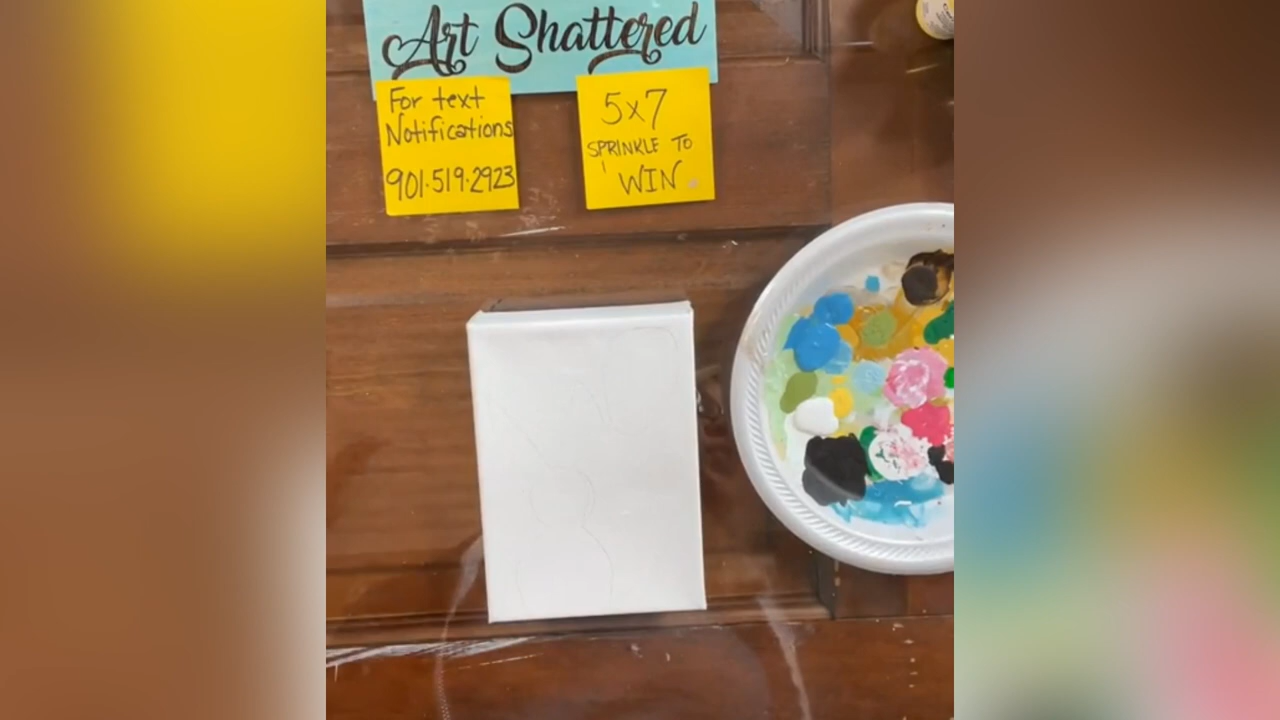 Art Shattered
For text
Notifications
901.519.2923
5x7
SPRINKLE TO
WIN